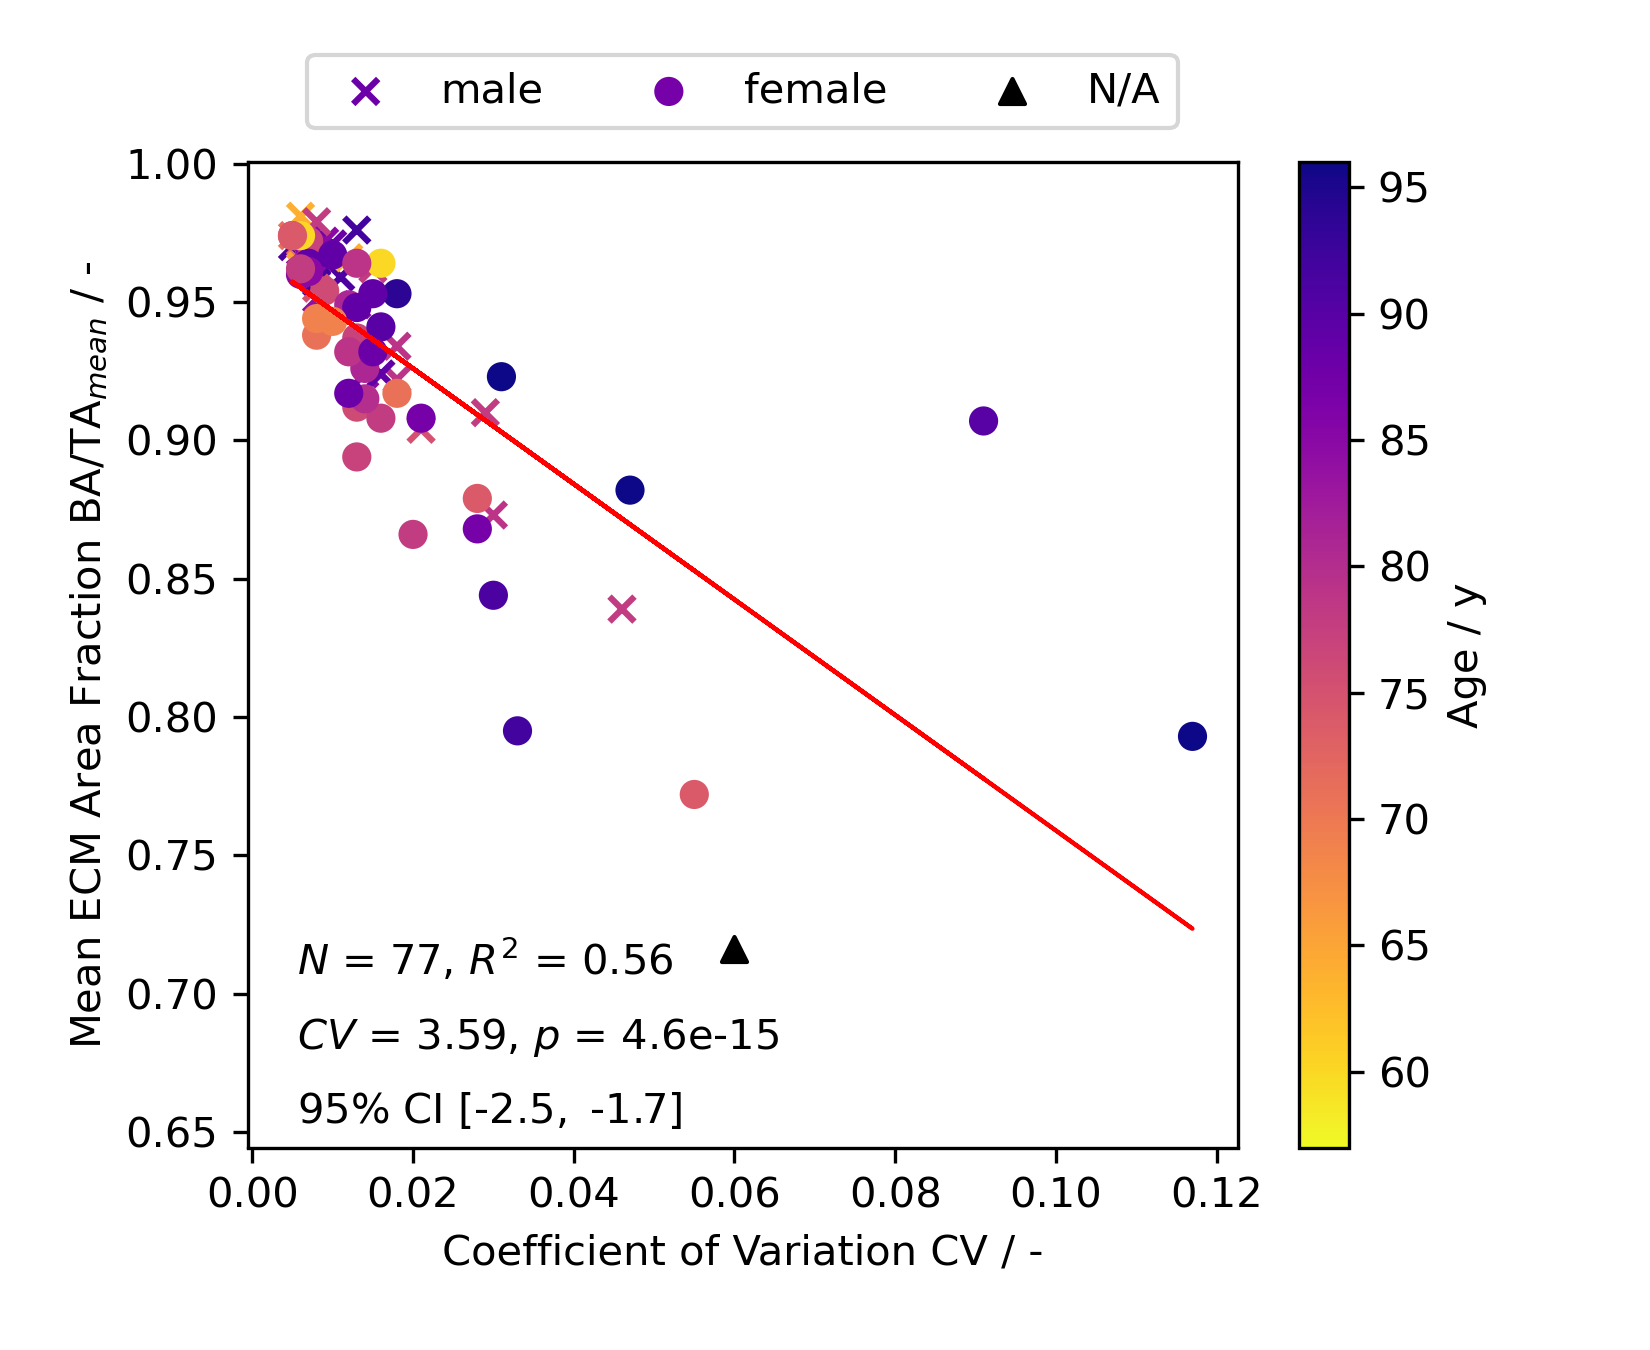 male female N/A
1.00
0.95
0.90
0.85
0.80
0.75
0.70
0.65
Mean ECM Area Fraction BA/TA_mean / -
N = 77, R² = 0.56
CV = 3.59, p = 4.6e-15
95% CI [-2.5, -1.7]
0.00 0.02 0.04 0.06 0.08 0.10 0.12
Coefficient of Variation CV / -
95
90
85
80
75
70
65
60
Age / y